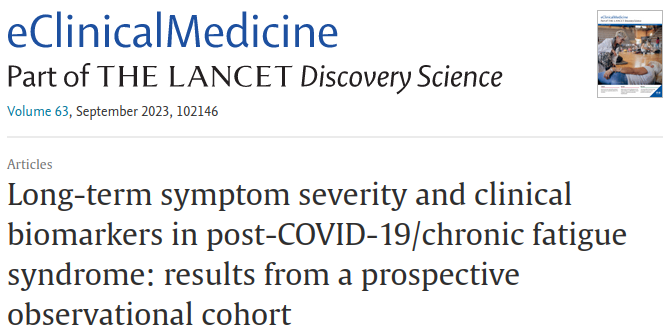 eClinicalMedicine
Part of THE LANCET Discovery Science
Volume 63, September 2023, 102146
Articles
Long-term symptom severity and clinical
biomarkers in post-COVID-19/chronic fatigue
syndrome: results from a prospective
observational cohort